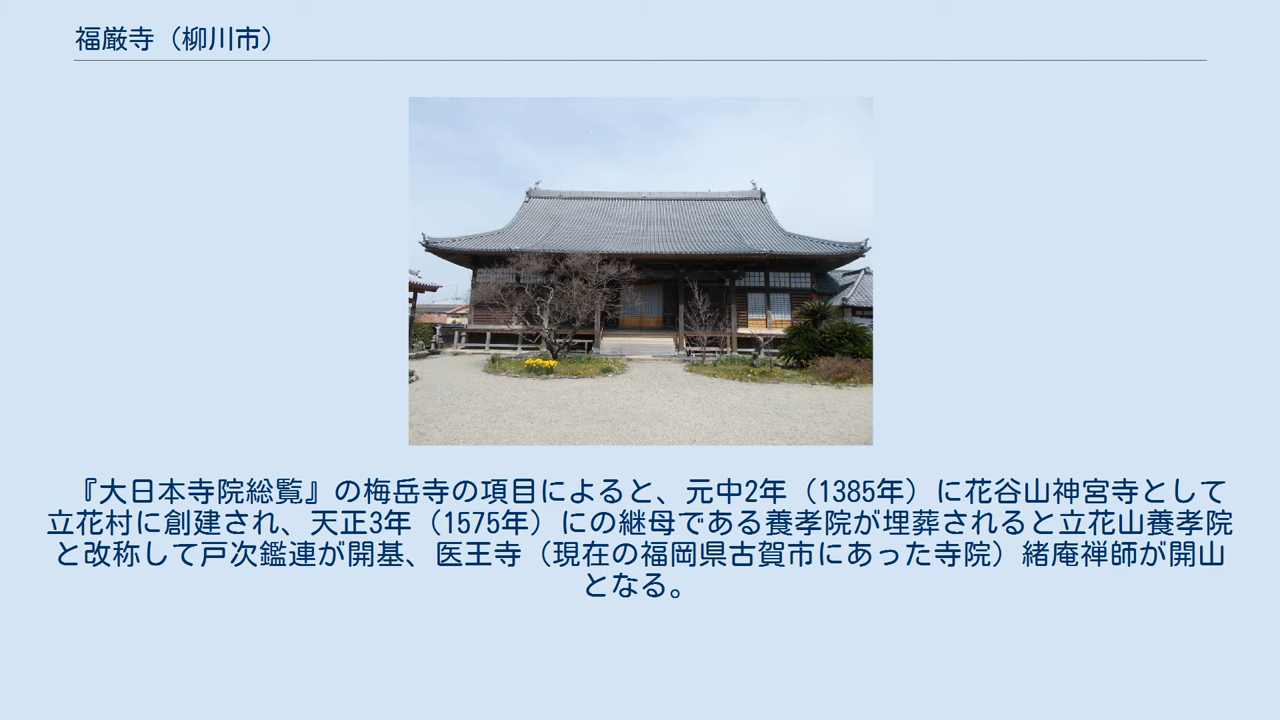 福厳寺（柳川市）
『大日本寺院総覧』の梅岳寺の項目によると、元中2年（1385年）に花谷山神宮寺として
立花村に創建され、天正3年（1575年）にの継母である養孝院が埋葬されると立花山養孝院
と改称して戸次鑑連が開基、医王寺（現在の福岡県古賀市にあった寺院）緒庵禅師が開山
となる。